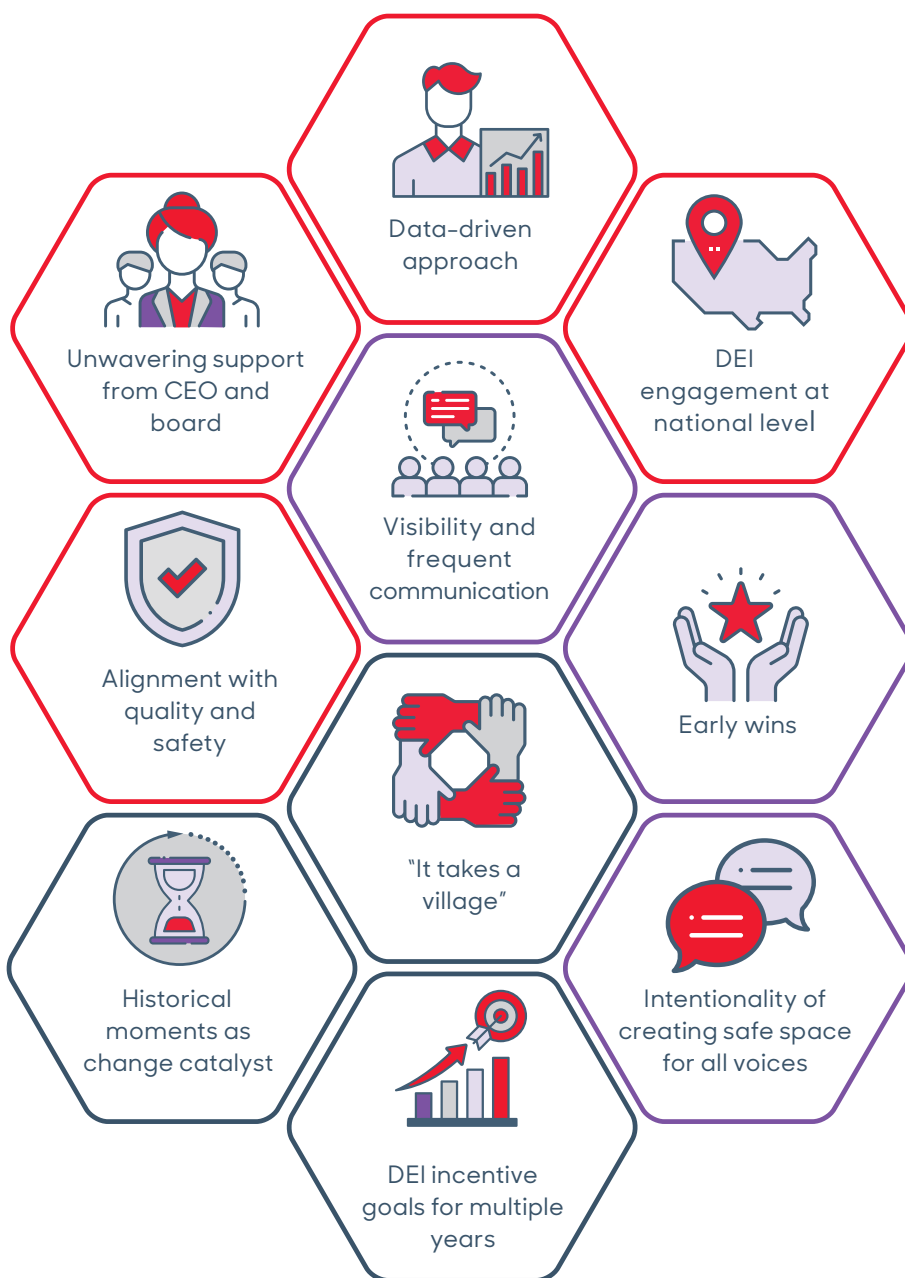 Data-driven
approach
Unwavering support
from CEO and
board
DEI
engagement at
national level
Visibility and
frequent
communication
Alignment with
quality and
safety
Early wins
“It takes a
village”
Historical
moments as
change catalyst
Intentionality of
creating safe space
for all voices
DEI incentive
goals for multiple
years